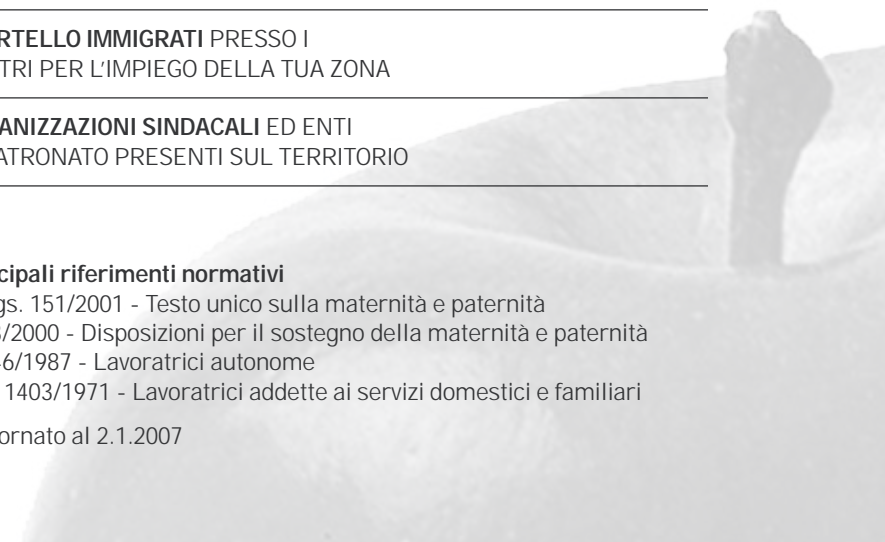 RTELLO IMMIGRATI PRESSO I
TRI PER L'IMPIEGO DELLA TUA ZONA
ANIZZAZIONI SINDACALI ED ENTI
ATRONATO PRESENTI SUL TERRITORIO
cipali riferimenti normativi
gs. 151/2001 - Testo unico sulla maternità e paternità
/2000 - Disposizioni per il sostegno della maternità e paternità
6/1987 - Lavoratrici autonome
1403/1971 - Lavoratrici addette ai servizi domestici e familiari
ornato al 2.1.2007